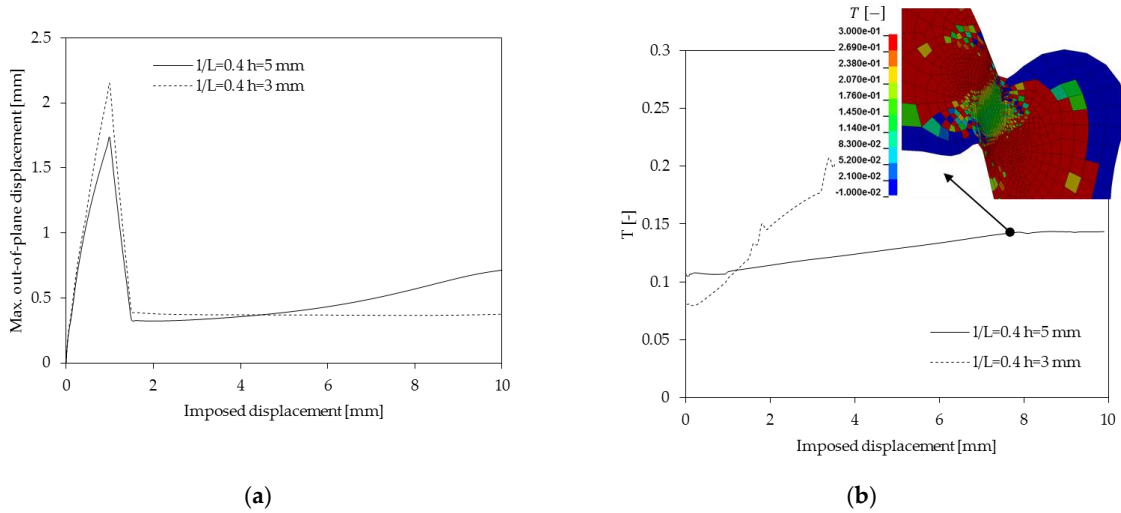 2.5
2
1.5
1
0.5
0
Max. out-of-plane displacement [mm]
l/L=0.4 h=5 mm
l/L=0.4 h=3 mm
0 2 4 6 8 10
Imposed displacement [mm]
(a)
T [−]
3.000e-01
2.690e-01
2.380e-01
2.070e-01
1.760e-01
1.450e-01
1.140e-01
8.300e-02
5.200e-02
2.100e-02
-1.000e-02
0.3
0.25
0.2
0.15
0.1
0.05
0
T [-]
l/L=0.4 h=5 mm
l/L=0.4 h=3 mm
0 2 4 6 8 10
Imposed displacement [mm]
(b)